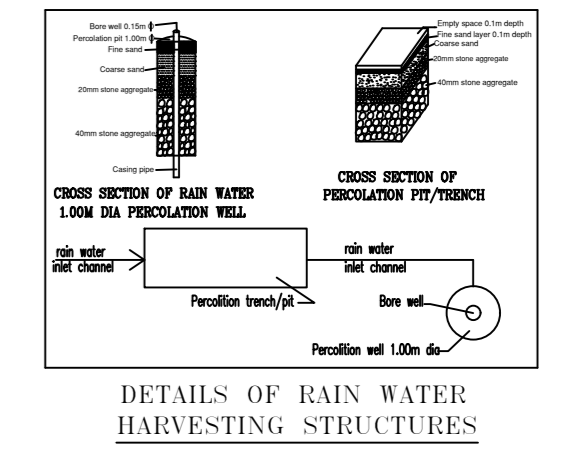 Bore well 0.15m ϕ
Percolation pit 1.00m ϕ
Fine sand
Coarse sand
20mm stone aggregate
40mm stone aggregate
Casing pipe
CROSS SECTION OF RAIN WATER
1.00M DIA PERCOLATION WELL
Empty space 0.1m depth
Fine sand layer 0.1m depth
Coarse sand
20mm stone aggregate
40mm stone aggregate
CROSS SECTION OF
PERCOLATION PIT/TRENCH
rain water
inlet channel
Percolition trench/pit
rain water
inlet channel
Bore well
Percolition well 1.00m dia
DETAILS OF RAIN WATER
HARVESTING STRUCTURES